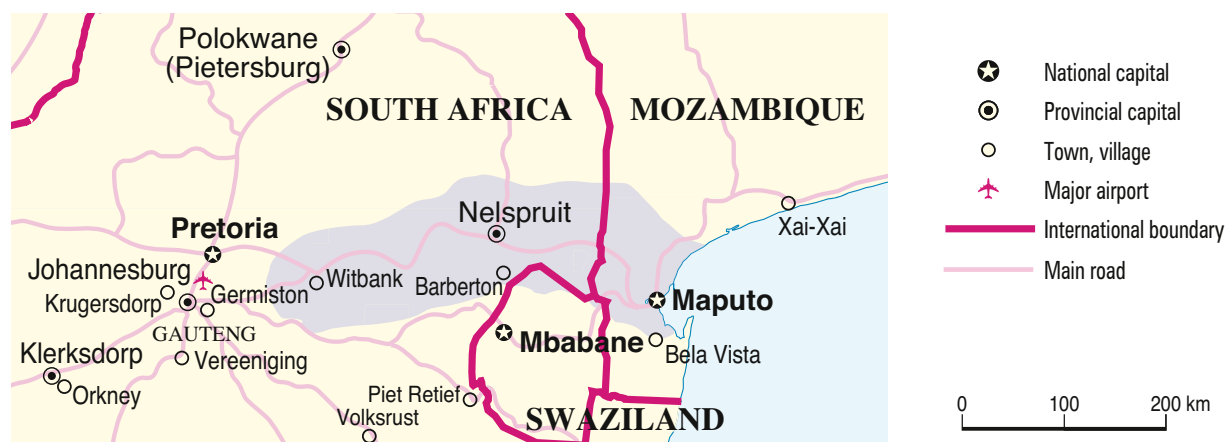 Polokwane
(Pietersburg)
SOUTH AFRICA
MOZAMBIQUE
Nelspruit
Xai-Xai
Pretoria
Johannesburg
Witbank
Barberton
Krugersdorp
Germiston
Maputo
GAUTENG
Mbabane
Klerksdorp
Vereeniging
Bela Vista
Orkney
Piet Retief
Volksrust
SWAZILAND
National capital
Provincial capital
Town, village
Major airport
International boundary
Main road
0 100 200 km